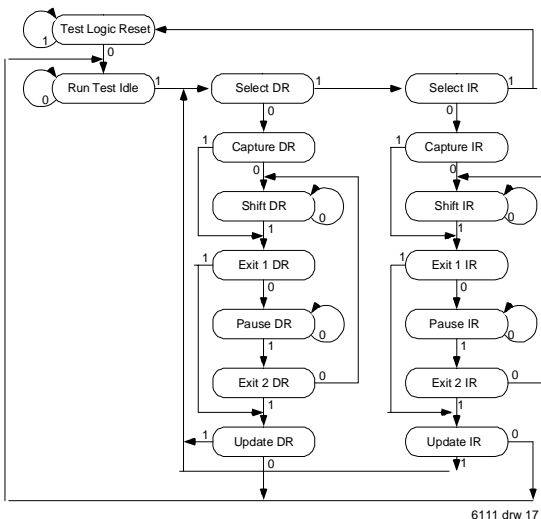 Test Logic Reset
1
0
Run Test Idle
0
1
Select DR
1
Select IR
1
0
0
1
Capture DR
1
Capture IR
0
0
Shift DR
0
Shift IR
0
1
1
1
Exit 1 DR
1
Exit 1 IR
0
0
Pause DR
0
Pause IR
0
1
1
Exit 2 DR
0
Exit 2 IR
0
1
1
1
Update DR
Update IR
0
0
1
6111 drw 17